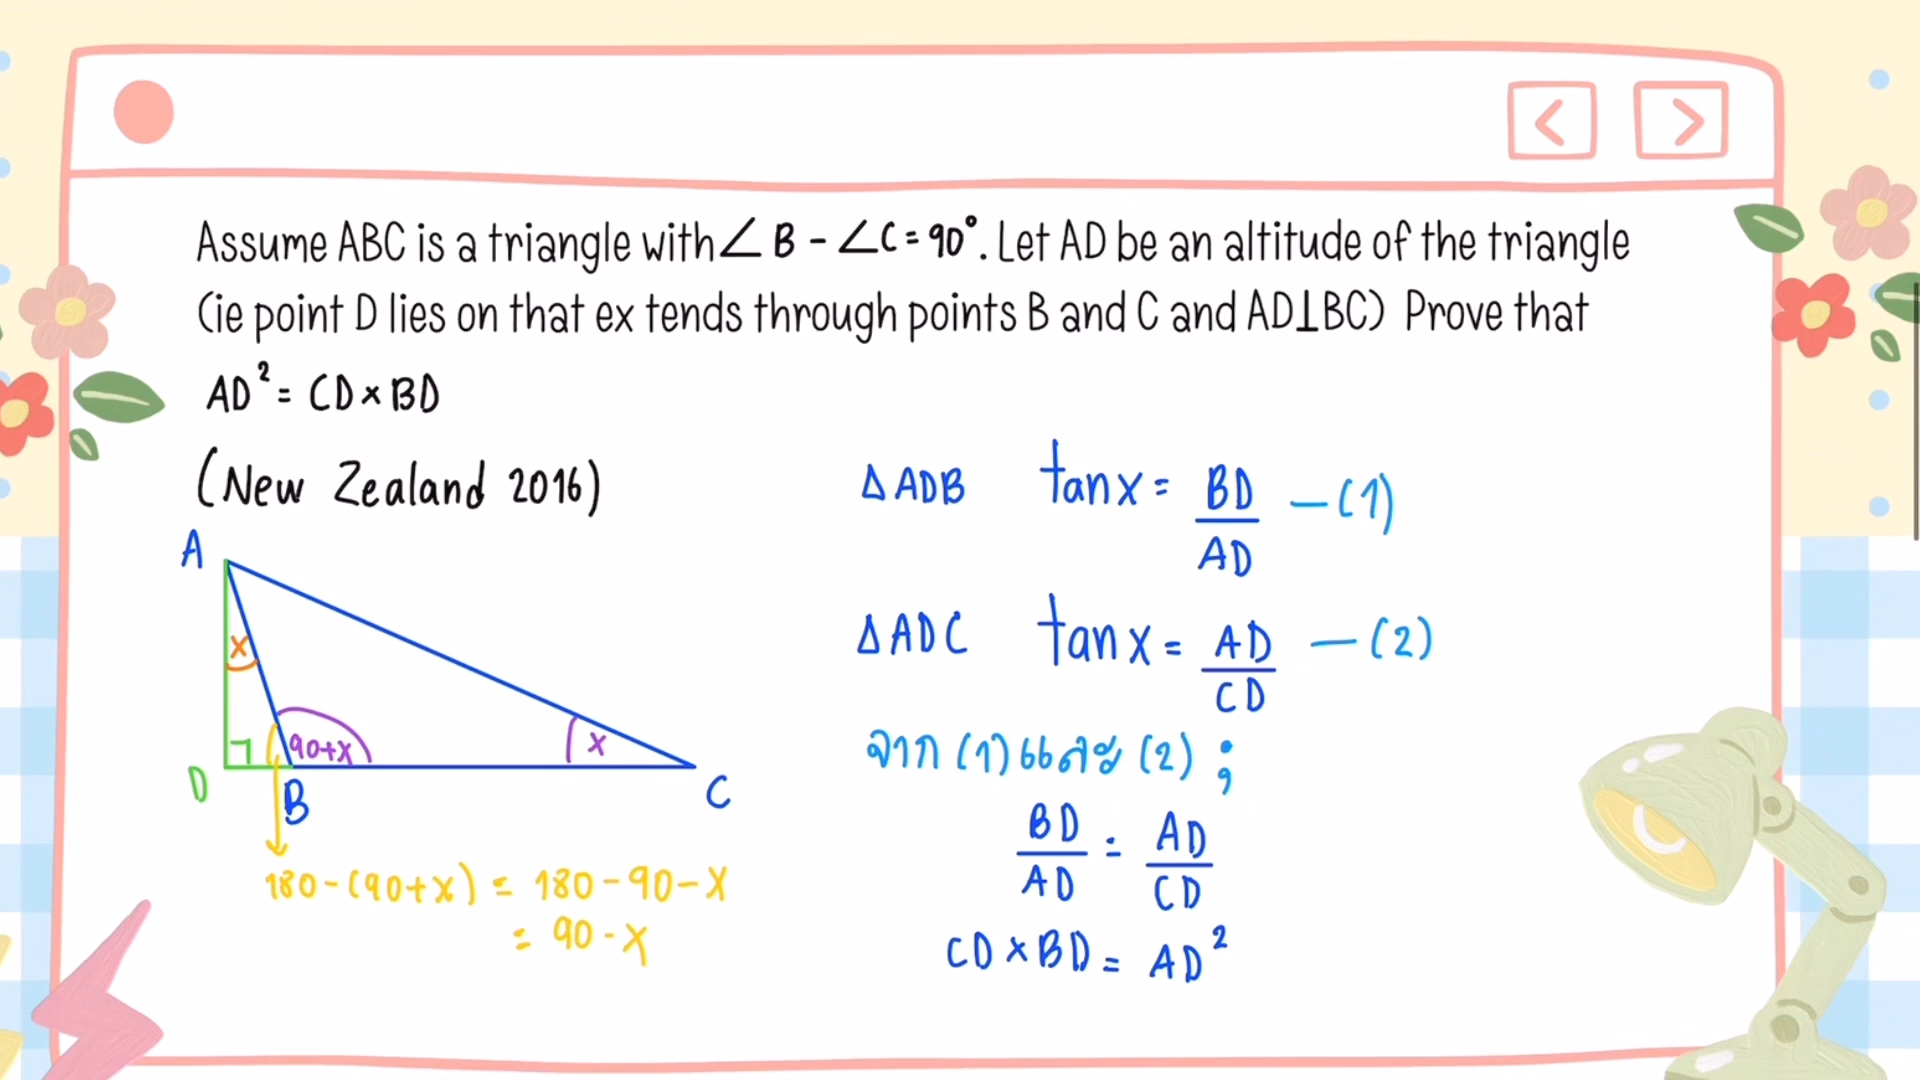 Assume ABC is a triangle with ∠B - ∠C = 90°. Let AD be an altitude of the triangle
(ie point D lies on that ex tends through points B and C and AD⊥BC) Prove that
AD² = CD × BD
(New Zealand 2016)
A
x
90+x
x
D
B
C
180-(90+x) = 180-90-x
= 90-x
Δ ADB tan x = BD/AD —(1)
Δ ADC tan x = AD/CD —(2)
จาก (1) และ (2) ;
BD/AD = AD/CD
CD × BD = AD²